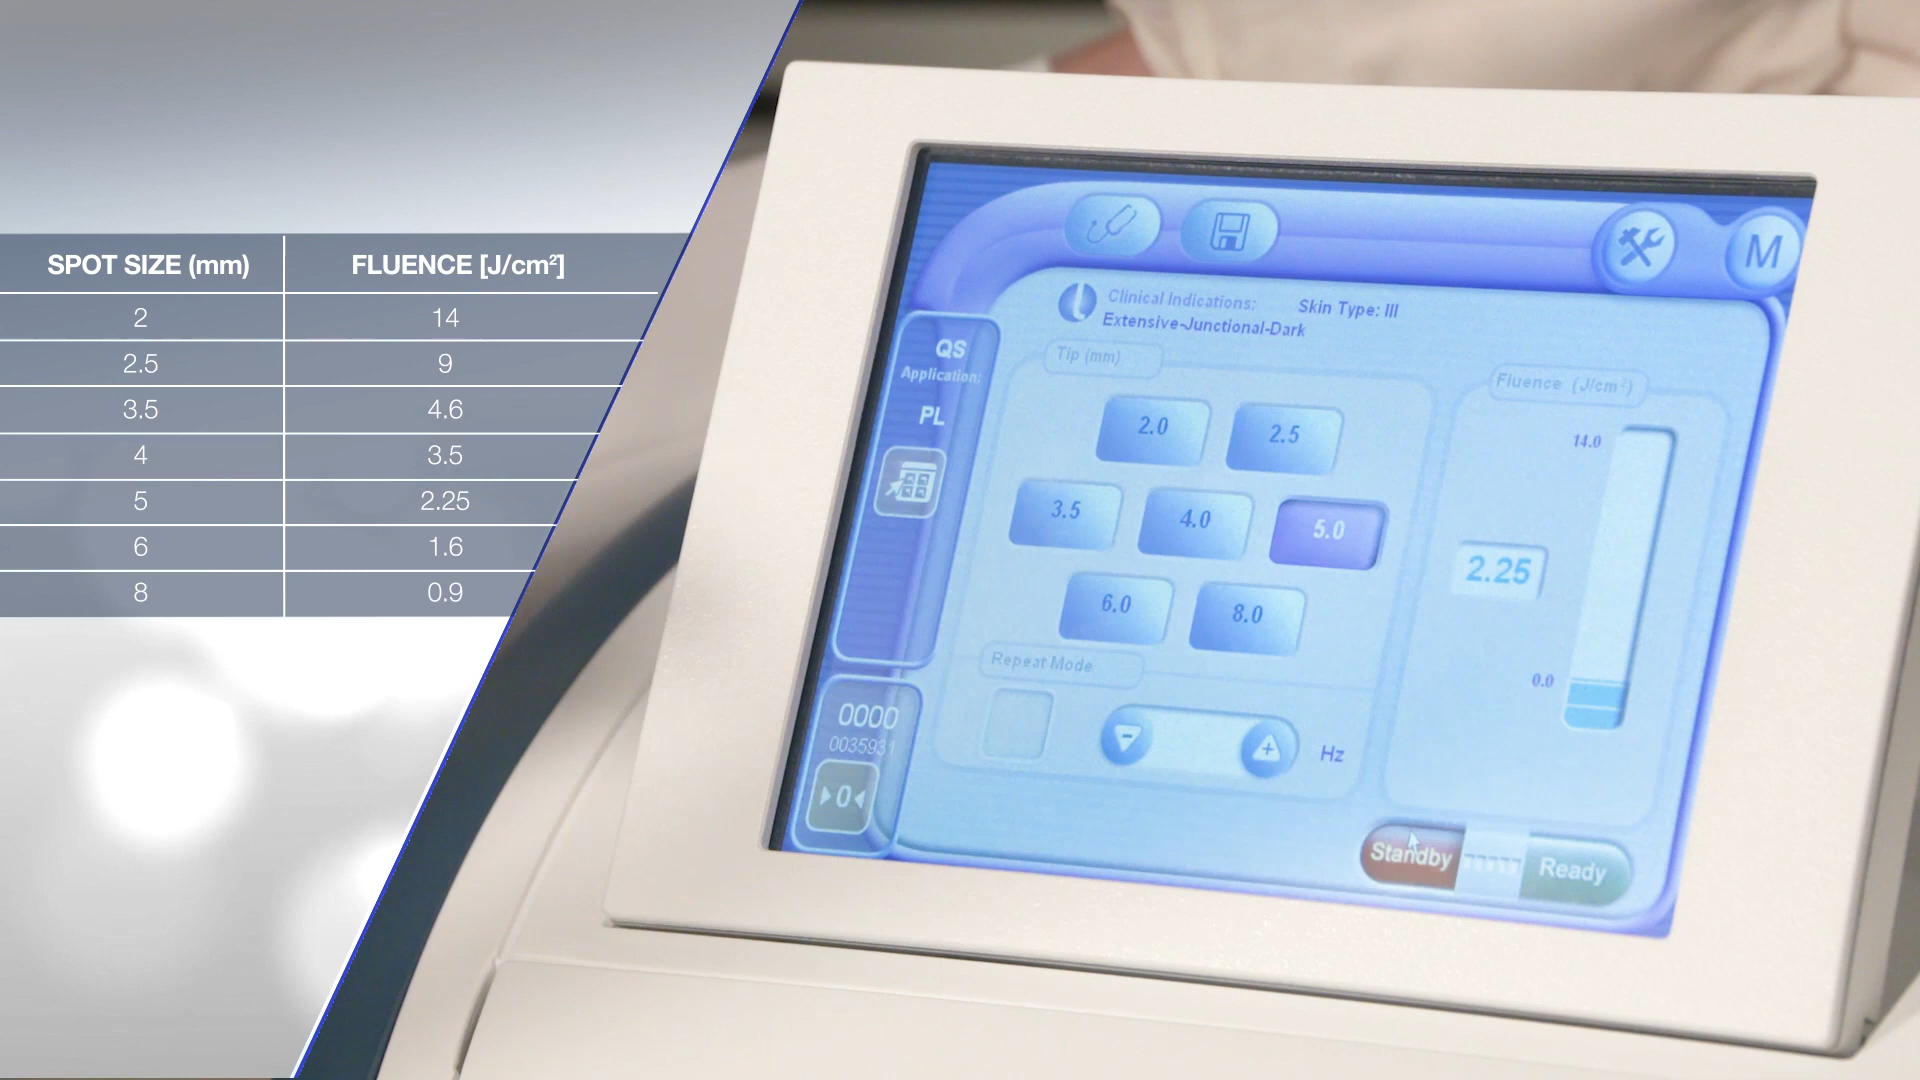 SPOT SIZE (mm) FLUENCE [J/cm²]
2 14
2.5 9
3.5 4.6
4 3.5
5 2.25
6 1.6
8 0.9
M
Clinical Indications: Skin Type: III
Extensive-Junctional-Dark
QS
Application:
PL
Tip (mm)
2.0 2.5
3.5 4.0 5.0
6.0 8.0
Repeat Mode
Hz
Fluence (J/cm²)
14.0
2.25
0.0
0000
0035931
0
Standby Ready